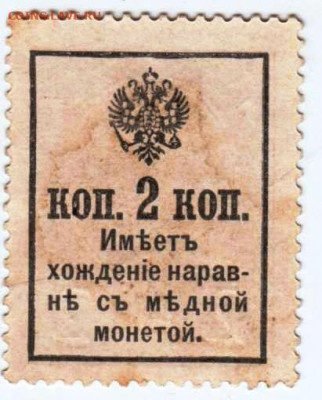 коп. 2 коп.
Имѣетъ
хожденіе нарав-
нѣ съ мѣдной
монетой.